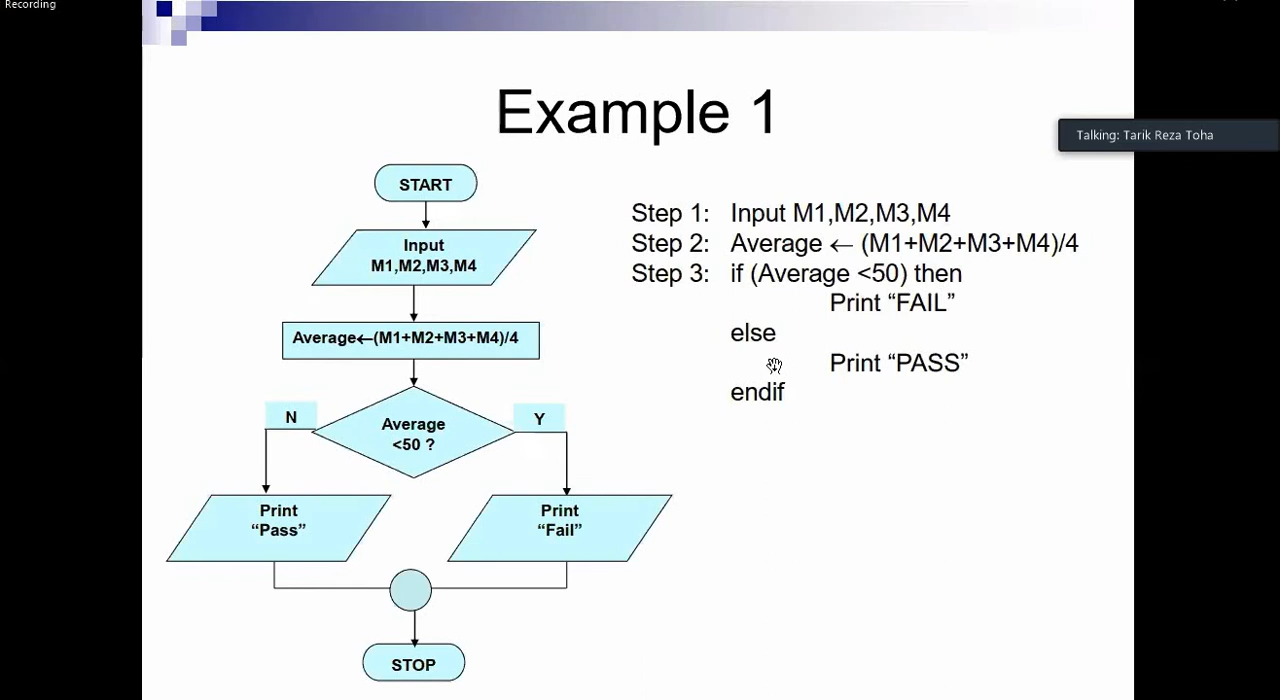 Recording
Example 1
Talking: Tarik Reza Toha
START
Input
M1,M2,M3,M4
Average←(M1+M2+M3+M4)/4
N
Average
<50 ?
Y
Print
“Pass”
Print
“Fail”
STOP
Step 1: Input M1,M2,M3,M4
Step 2: Average ← (M1+M2+M3+M4)/4
Step 3: if (Average <50) then
Print “FAIL”
else
Print “PASS”
endif